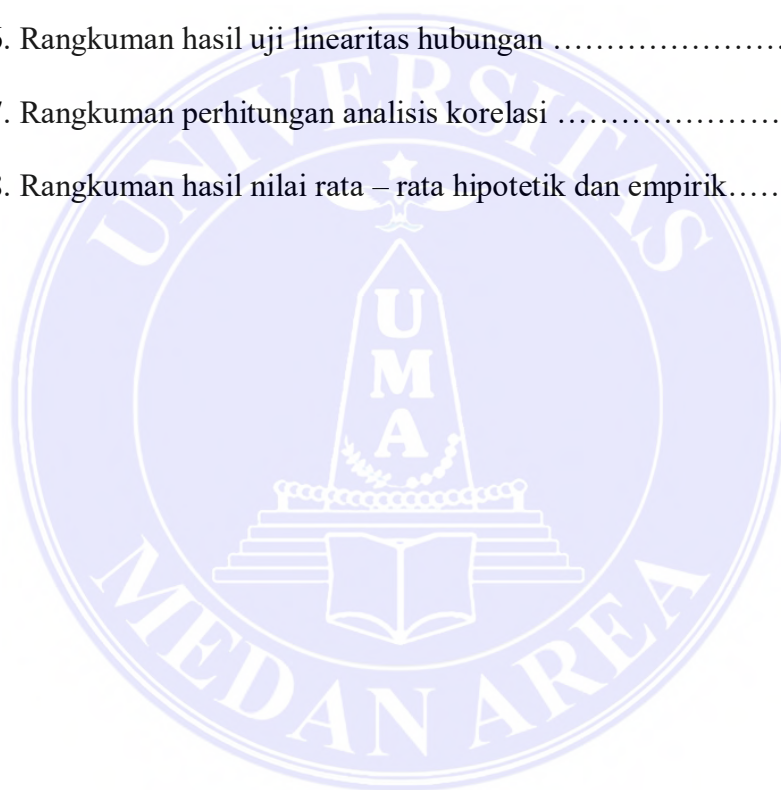 6. Rangkuman hasil uji linearitas hubungan ……………………
7. Rangkuman perhitungan analisis korelasi …………………
8. Rangkuman hasil nilai rata – rata hipotetik dan empirik……
UNIVERSITAS
U
M
A
MEDAN AREA